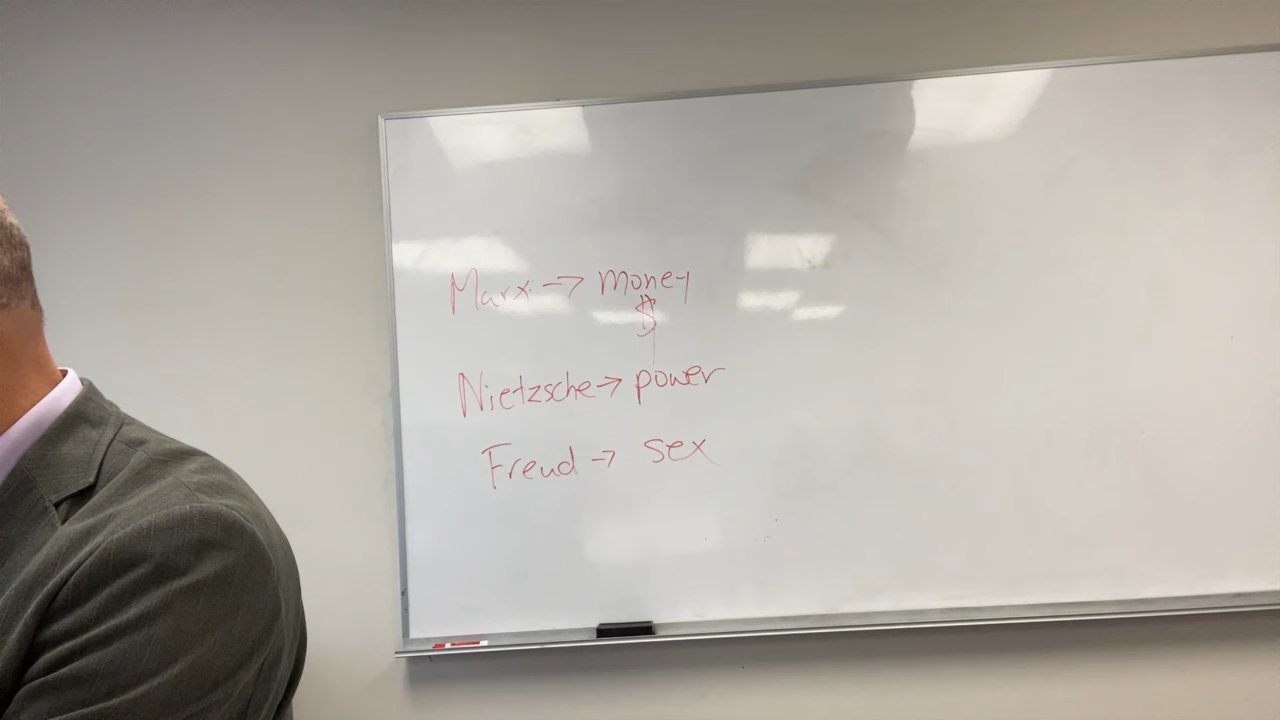 Marx → money
$
Nietzsche → power
Freud → sex